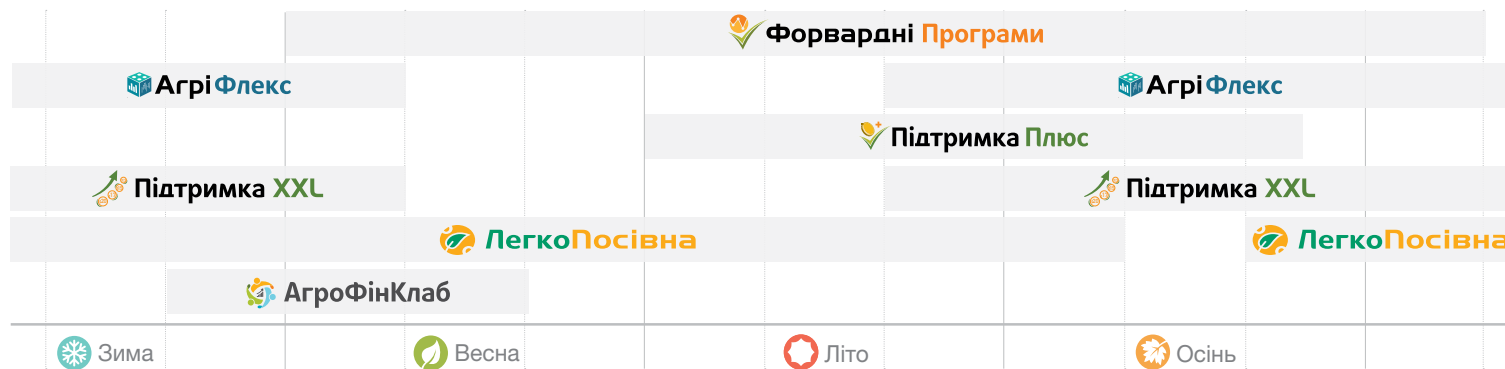 Форвардні Програми
АгріФлекс АгріФлекс
Підтримка Плюс
Підтримка XXL Підтримка XXL
ЛегкоПосівна ЛегкоПосівна
АгроФінКлаб
Зима Весна Літо Осінь